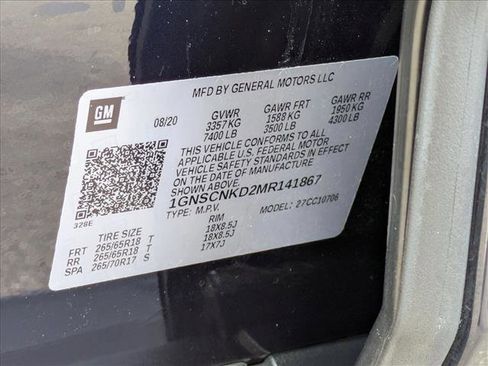 MFD BY GENERAL MOTORS LLC
GM
08/20
GVWR GAWR FRT GAWR RR
3357 KG 1588 KG 1950 KG
7400 LB 3500 LB 4300 LB
THIS VEHICLE CONFORMS TO ALL
APPLICABLE U.S. FEDERAL MOTOR
VEHICLE SAFETY STANDARDS IN EFFECT
ON THE DATE OF MANUFACTURE
SHOWN ABOVE.
1GNSCNKD2MR141867
TYPE: M.P.V. MODEL: 27CC10706
328E
TIRE SIZE RIM
FRT 265/65R18 T 18X8.5J
RR 265/65R18 T 18X8.5J
SPA 265/70R17 S 17X7J